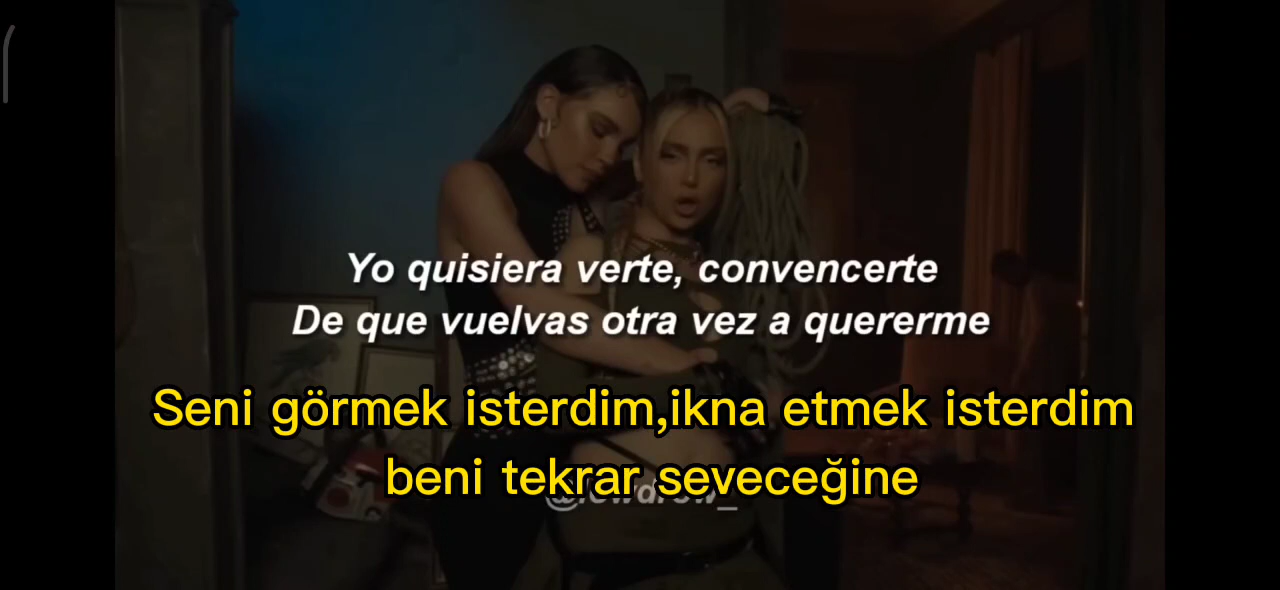 Yo quisiera verte, convencerte
De que vuelvas otra vez a quererme
Seni görmek isterdim,ikna etmek isterdim
beni tekrar seveceğine